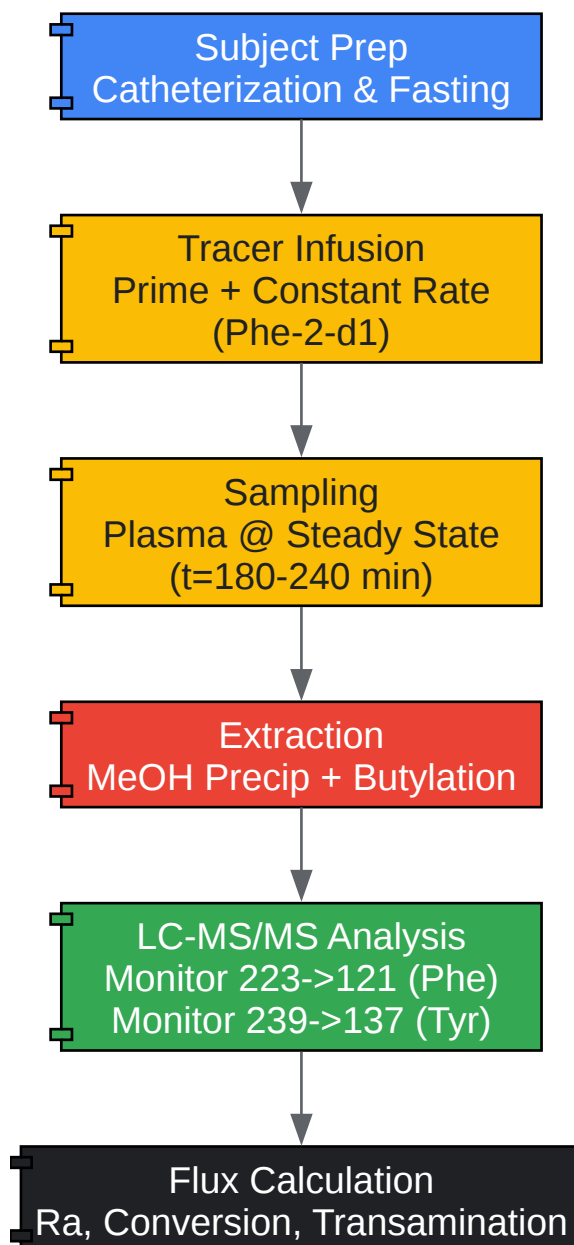 Subject Prep
Catheterization & Fasting
Tracer Infusion
Prime + Constant Rate
(Phe-2-d1)
Sampling
Plasma @ Steady State
(t=180-240 min)
Extraction
MeOH Precip + Butylation
LC-MS/MS Analysis
Monitor 223->121 (Phe)
Monitor 239->137 (Tyr)
Flux Calculation
Ra, Conversion, Transamination